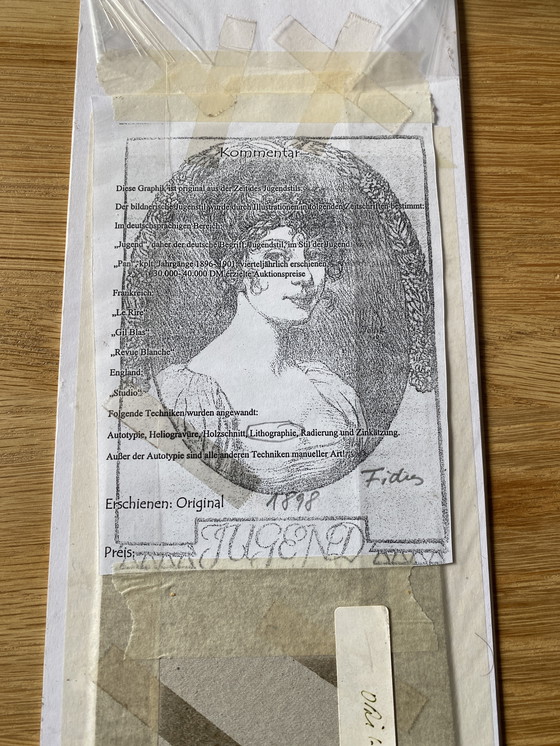 Kommentar
Diese Graphik ist original aus der Zeit des Jugendstils.
Der bildnerische Jugendstil wurde durch Illustrationen in folgenden Zeitschriften bestimmt:
Im deutschsprachigen Bereich:
„Jugend“, daher der deutsche Begriff Jugendstil, im Stil der Jugend
„Pan“, kplt. Jahrgänge 1896-1901, vierteljährlich erschienen,
30.000- 40.000 DM erzielte Auktionspreise
Frankreich:
„Le Rire“
„Gil Blas“
„Revue Blanche“
England:
„Studio“
Folgende Techniken wurden angewandt:
Autotypie, Heliogravüre, Holzschnitt, Lithographie, Radierung und Zinkätzung.
Außer der Autotypie sind alle anderen Techniken manueller Art!
Fidus
Erschienen: Original 1898
JUGEND
Preis: